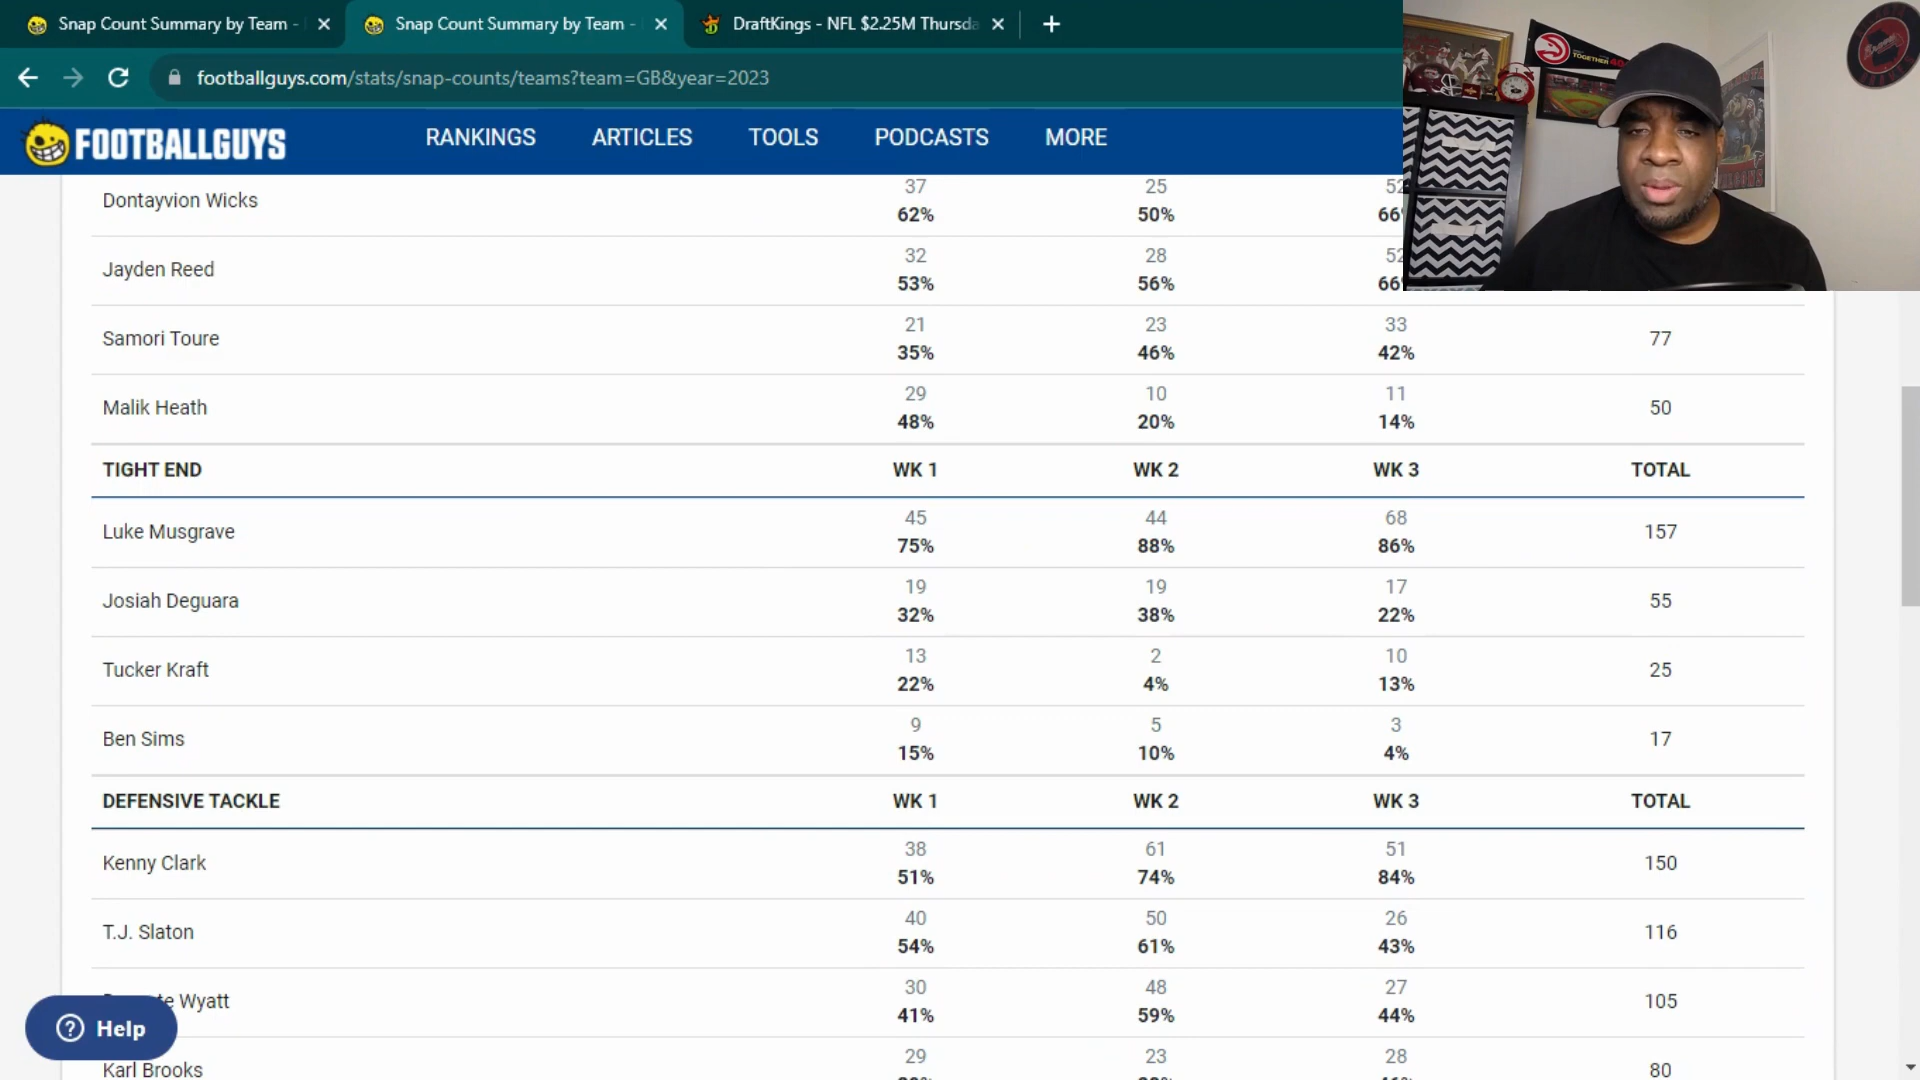 Snap Count Summary by Team -
Snap Count Summary by Team -
DraftKings - NFL $2.25M Thursda
footballguys.com/stats/snap-counts/teams?team=GB&year=2023
FOOTBALLGUYS
RANKINGS ARTICLES TOOLS PODCASTS MORE
37 25 52
Dontayvion Wicks
62% 50% 66
32 28 52
Jayden Reed
53% 56% 66
21 23 33
Samori Toure 77
35% 46% 42%
29 10 11
Malik Heath 50
48% 20% 14%
TIGHT END WK 1 WK 2 WK 3 TOTAL
45 44 68
Luke Musgrave 157
75% 88% 86%
19 19 17
Josiah Deguara 55
32% 38% 22%
13 2 10
Tucker Kraft 25
22% 4% 13%
9 5 3
Ben Sims 17
15% 10% 4%
DEFENSIVE TACKLE WK 1 WK 2 WK 3 TOTAL
38 61 51
Kenny Clark 150
51% 74% 84%
40 50 26
T.J. Slaton 116
54% 61% 43%
30 48 27
Wyatt 105
41% 59% 44%
Help
29 23 28
Karl Brooks 80